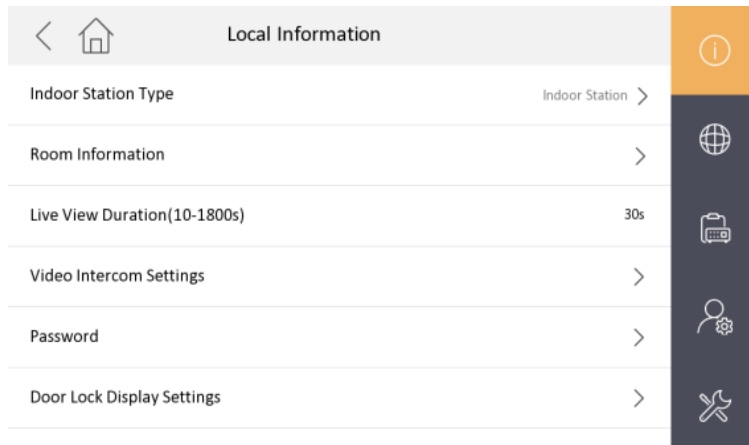 Local Information
Indoor Station Type Indoor Station
Room Information
Live View Duration(10-1800s) 30s
Video Intercom Settings
Password
Door Lock Display Settings